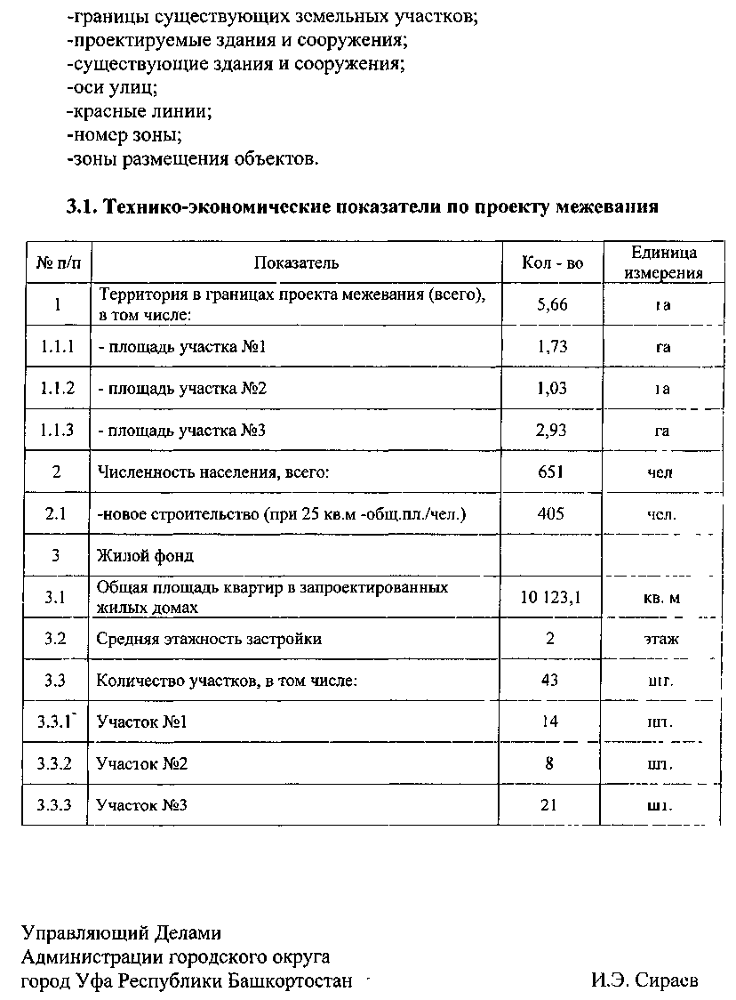 -границы существующих земельных участков;
-проектируемые здания и сооружения;
-существующие здания и сооружения;
-оси улиц;
-красные линии;
-номер зоны;
-зоны размещения объектов.
3.1. Технико-экономические показатели по проекту межевания
№ п/п Показатель Кол - во Единица измерения
1 Территория в границах проекта межевания (всего), в том числе: 5,66 га
1.1.1 - площадь участка №1 1,73 га
1.1.2 - площадь участка №2 1,03 га
1.1.3 - площадь участка №3 2,93 га
2 Численность населения, всего: 651 чел
2.1 -новое строительство (при 25 кв.м -общ.пл./чел.) 405 чел.
3 Жилой фонд
3.1 Общая площадь квартир в запроектированных жилых домах 10 123,1 кв. м
3.2 Средняя этажность застройки 2 этаж
3.3 Количество участков, в том числе: 43 шт.
3.3.1 Участок №1 14 шт.
3.3.2 Участок №2 8 шт.
3.3.3 Участок №3 21 шт.
Управляющий Делами
Администрации городского округа
город Уфа Республики Башкортостан И.Э. Сираев